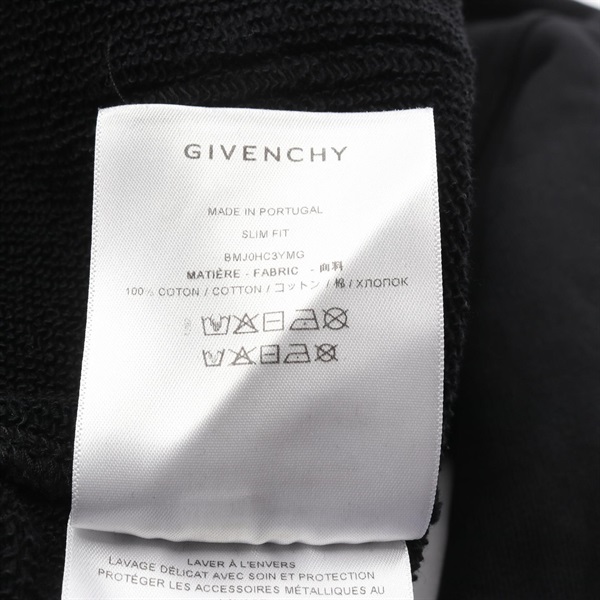 GIVENCHY
MADE IN PORTUGAL
SLIM FIT
BMJ0HC3YMG
MATIÈRE - FABRIC - 面料
100% COTON / COTTON / コットン / 棉 / ХЛОПОК
LAVER À L'ENVERS
LAVAGE DÉLICAT AVEC SOIN ET PROTECTION
PROTÉGER LES ACCESSOIRES MÉTALLIQUES AU